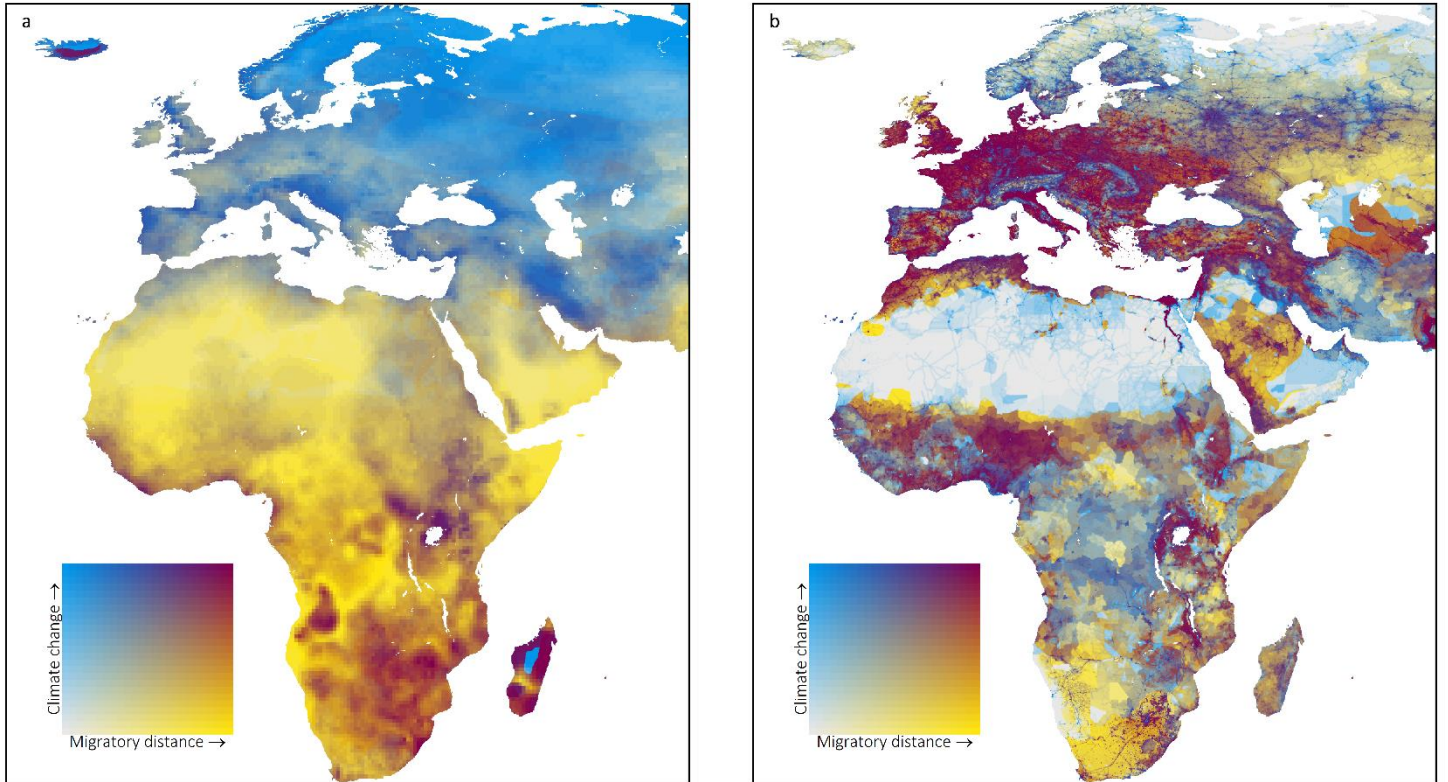 a
Climate change →
Migratory distance →
b
Climate change →
Migratory distance →